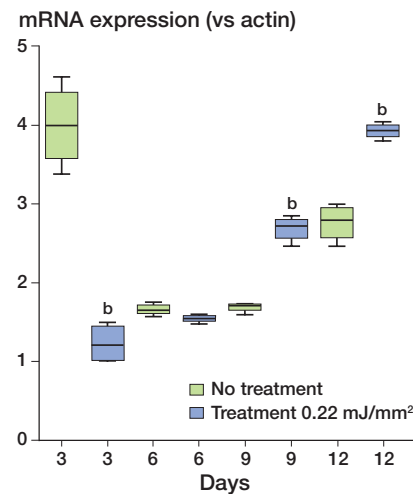 mRNA expression (vs actin)
5
4
3
2
1
0
b
b
b
No treatment
Treatment 0.22 mJ/mm²
3 3 6 6 9 9 12 12
Days